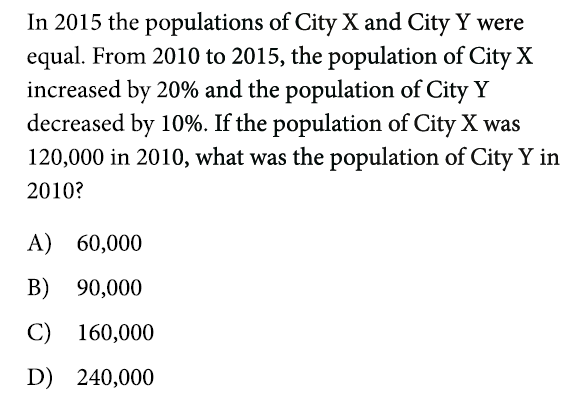 In 2015 the populations of City X and City Y were
equal. From 2010 to 2015, the population of City X
increased by 20% and the population of City Y
decreased by 10%. If the population of City X was
120,000 in 2010, what was the population of City Y in
2010?
A) 60,000
B) 90,000
C) 160,000
D) 240,000